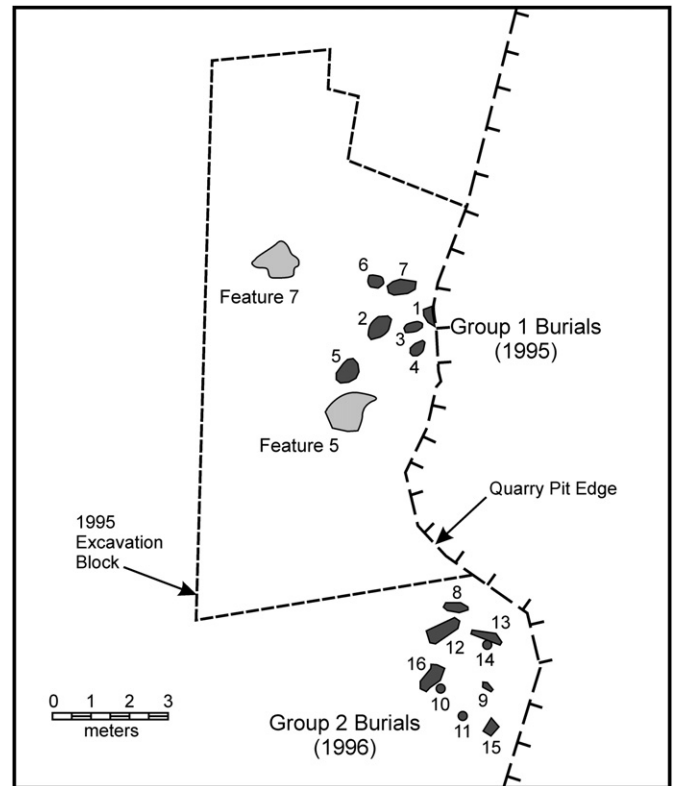 Feature 7
6
7
1
2
3
4
Group 1 Burials
(1995)
5
Feature 5
Quarry Pit Edge
1995
Excavation
Block
8
13
12
14
16
10
9
11
15
0 1 2 3
meters
Group 2 Burials
(1996)